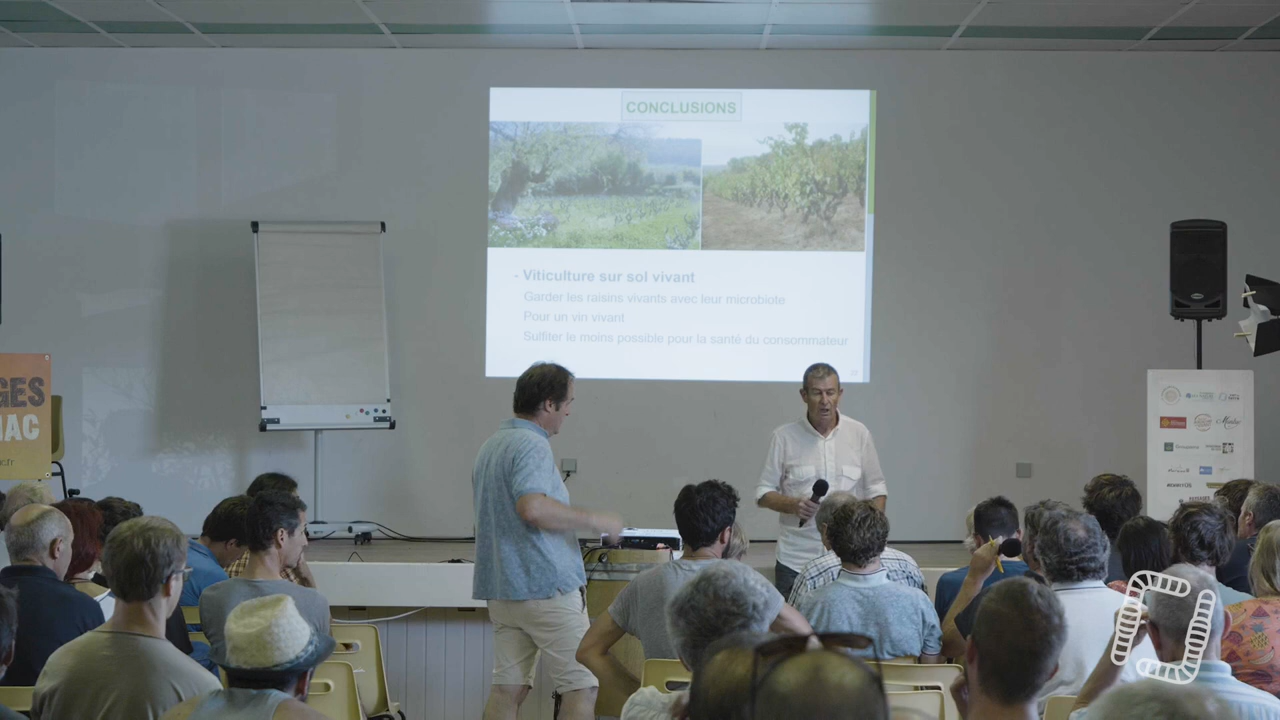 CONCLUSIONS
- Viticulture sur sol vivant
Garder les raisins vivants avec leur microbiote
Pour un vin vivant
Sulfiter le moins possible pour la santé du consommateur
GES
MAC